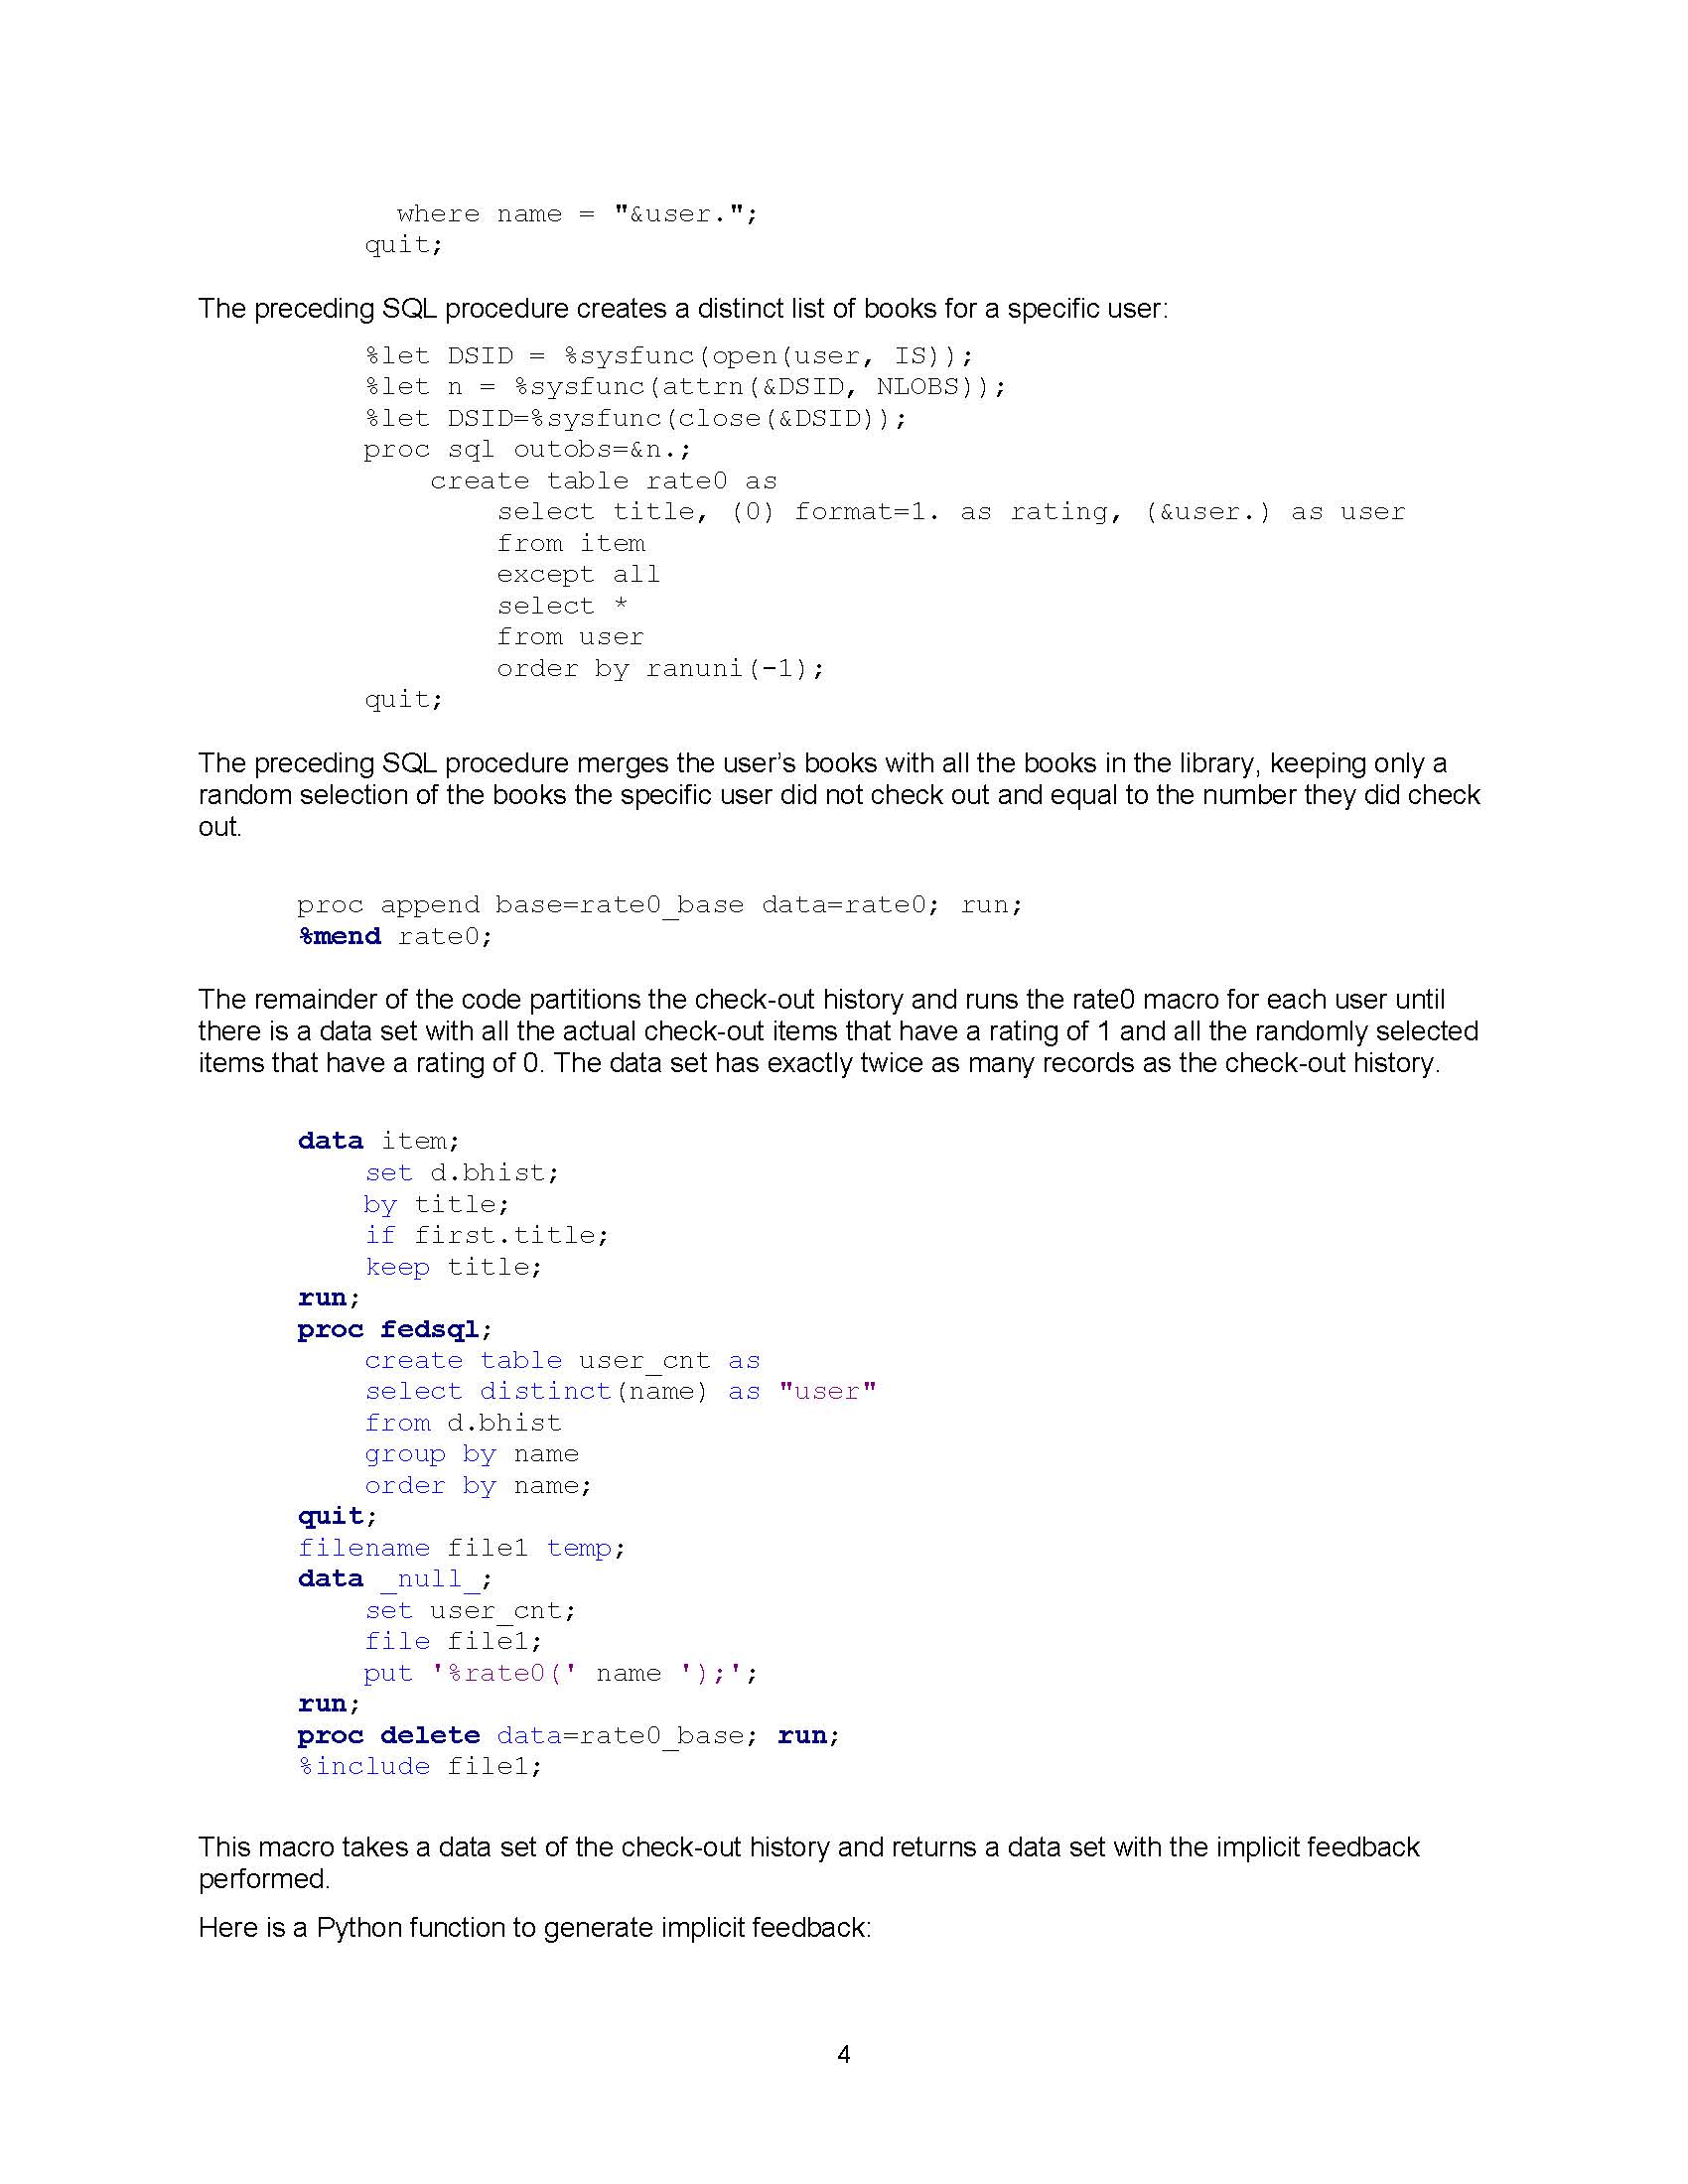 where name = "&user.";
quit;
The preceding SQL procedure creates a distinct list of books for a specific user:
%let DSID = %sysfunc(open(user, IS));
%let n = %sysfunc(attrn(&DSID, NLOBS));
%let DSID=%sysfunc(close(&DSID));
proc sql outobs=&n.;
create table rate0 as
select title, (0) format=1. as rating, (&user.) as user
from item
except all
select *
from user
order by ranuni(-1);
quit;
The preceding SQL procedure merges the user’s books with all the books in the library, keeping only a
random selection of the books the specific user did not check out and equal to the number they did check
out.
proc append base=rate0_base data=rate0; run;
%mend rate0;
The remainder of the code partitions the check-out history and runs the rate0 macro for each user until
there is a data set with all the actual check-out items that have a rating of 1 and all the randomly selected
items that have a rating of 0. The data set has exactly twice as many records as the check-out history.
data item;
set d.bhist;
by title;
if first.title;
keep title;
run;
proc fedsql;
create table user_cnt as
select distinct(name) as "user"
from d.bhist
group by name
order by name;
quit;
filename file1 temp;
data _null_;
set user_cnt;
file file1;
put '%rate0(' name ');';
run;
proc delete data=rate0_base; run;
%include file1;
This macro takes a data set of the check-out history and returns a data set with the implicit feedback
performed.
Here is a Python function to generate implicit feedback:
4